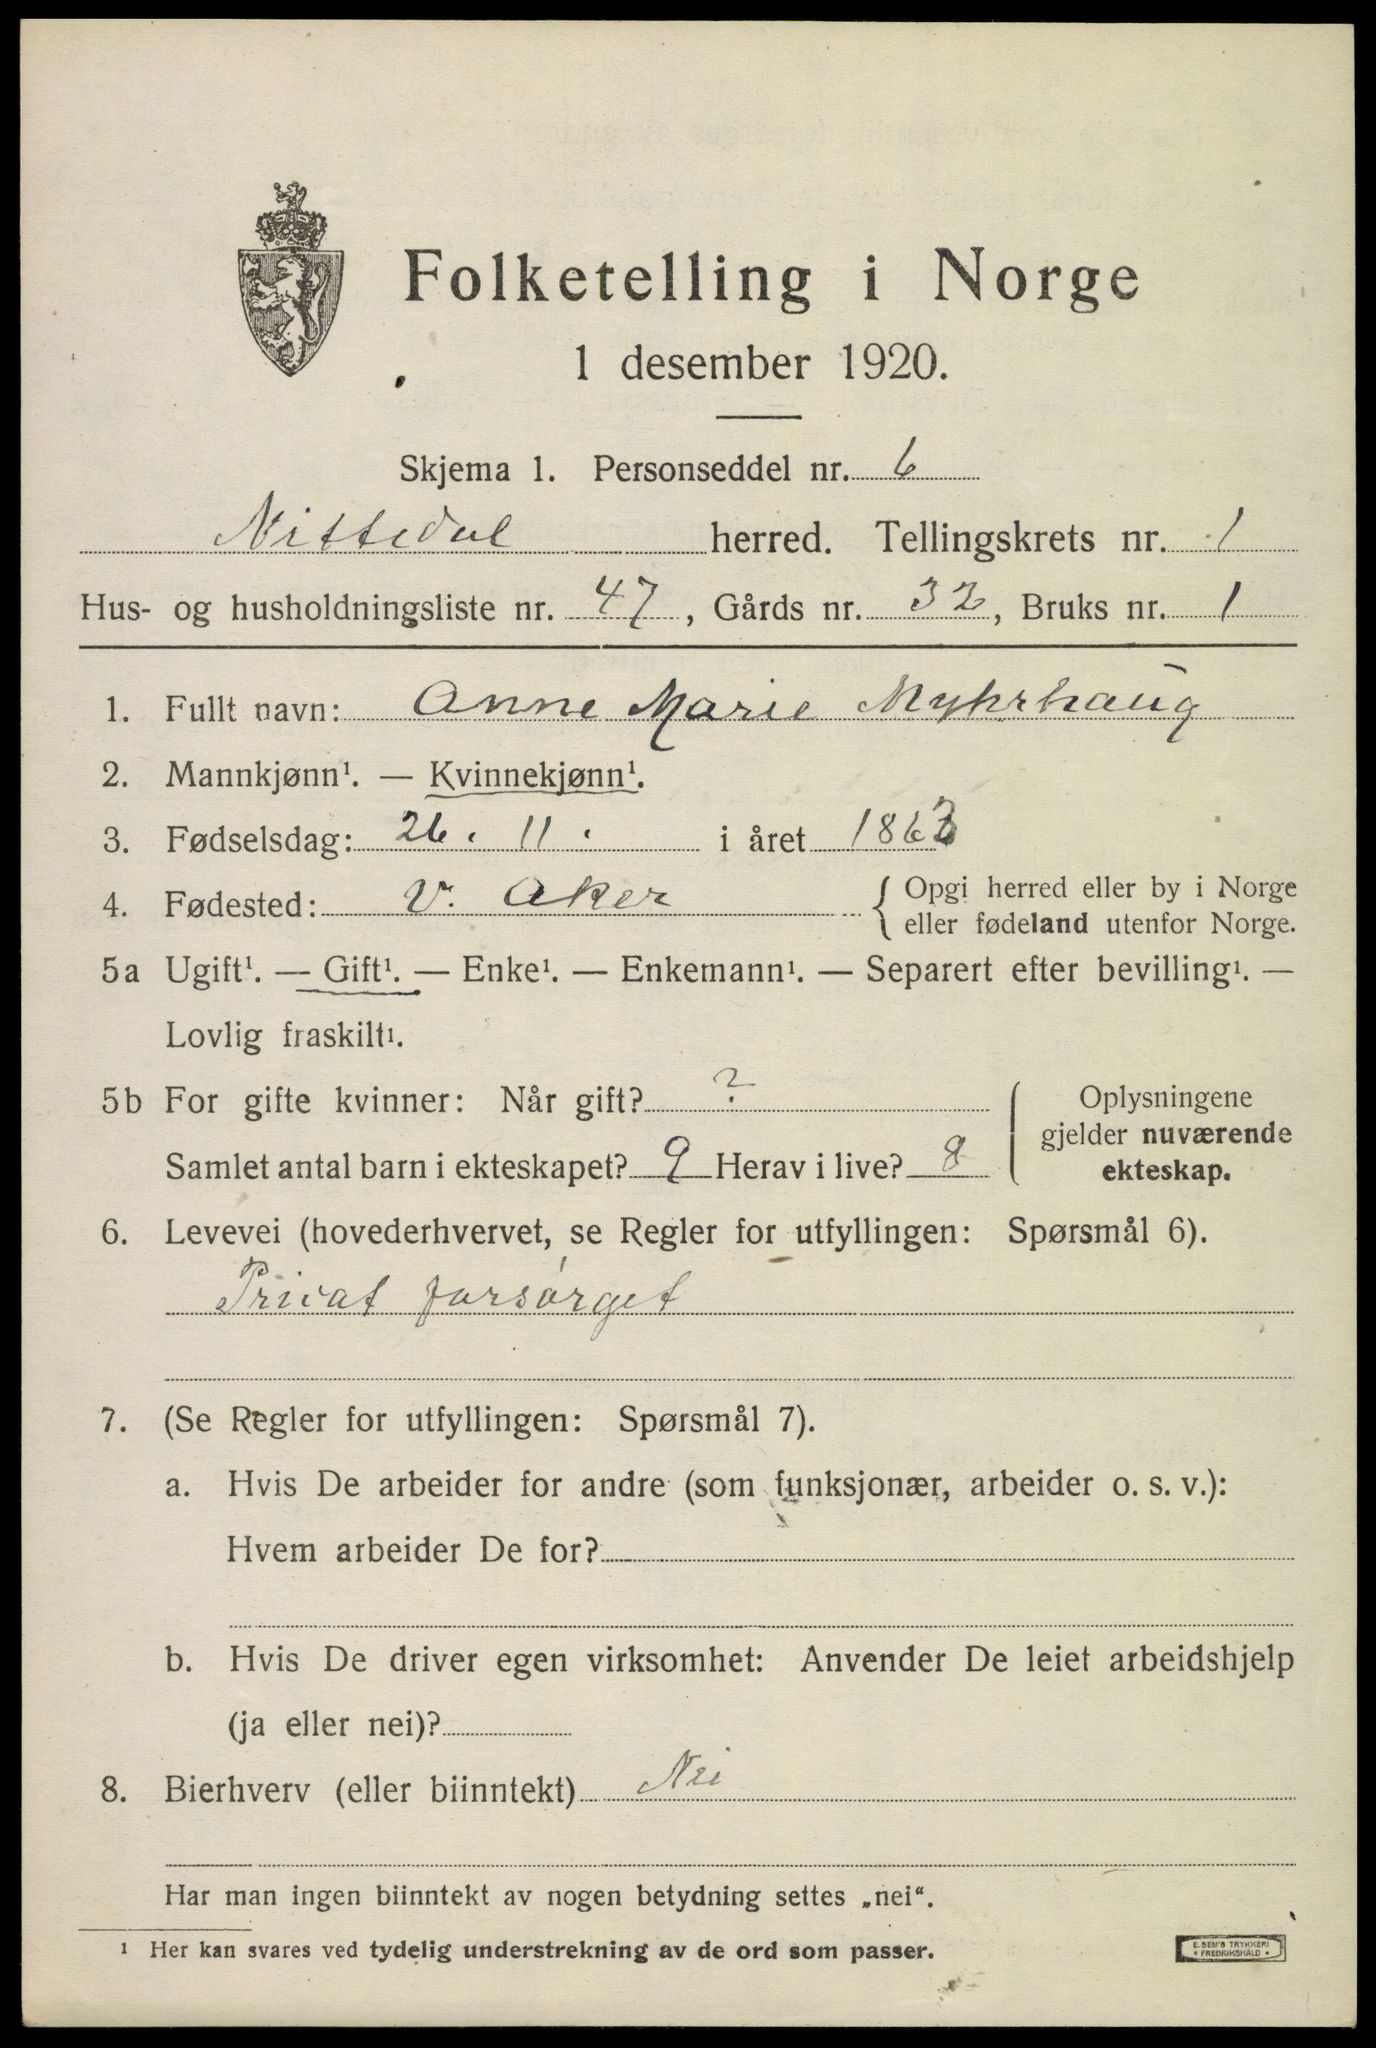 Folketelling i Norge
1 desember 1920.
Skjema 1. Personseddel nr. 6
Nittedal herred. Tellingskrets nr. 1
Hus- og husholdningsliste nr. 47, Gårds nr. 32, Bruks nr. 1
1. Fullt navn: Anne Marie Myhrhaug
2. Mannkjønn¹. — Kvinnekjønn¹.
3. Fødselsdag: 26. 11. i året 1863
4. Fødested: V. Aker { Opgi herred eller by i Norge
eller fødeland utenfor Norge.
5a Ugift¹. — Gift¹. — Enke¹. — Enkemann¹. — Separert efter bevilling¹. —
Lovlig fraskilt¹.
5b For gifte kvinner: Når gift? ?
Samlet antal barn i ekteskapet? 9 Herav i live? 8
Oplysningene
gjelder nuværende
ekteskap.
6. Levevei (hovederhvervet, se Regler for utfyllingen: Spørsmål 6).
Privat forsørget
7. (Se Regler for utfyllingen: Spørsmål 7).
a. Hvis De arbeider for andre (som funksjonær, arbeider o. s. v.):
Hvem arbeider De for?
b. Hvis De driver egen virksomhet: Anvender De leiet arbeidshjelp
(ja eller nei)?
8. Bierhverv (eller biinntekt) Nei
Har man ingen biinntekt av nogen betydning settes „nei“.
¹ Her kan svares ved tydelig understrekning av de ord som passer.
E. SEM'S TRYKKERI
• FREDRIKSHALD •